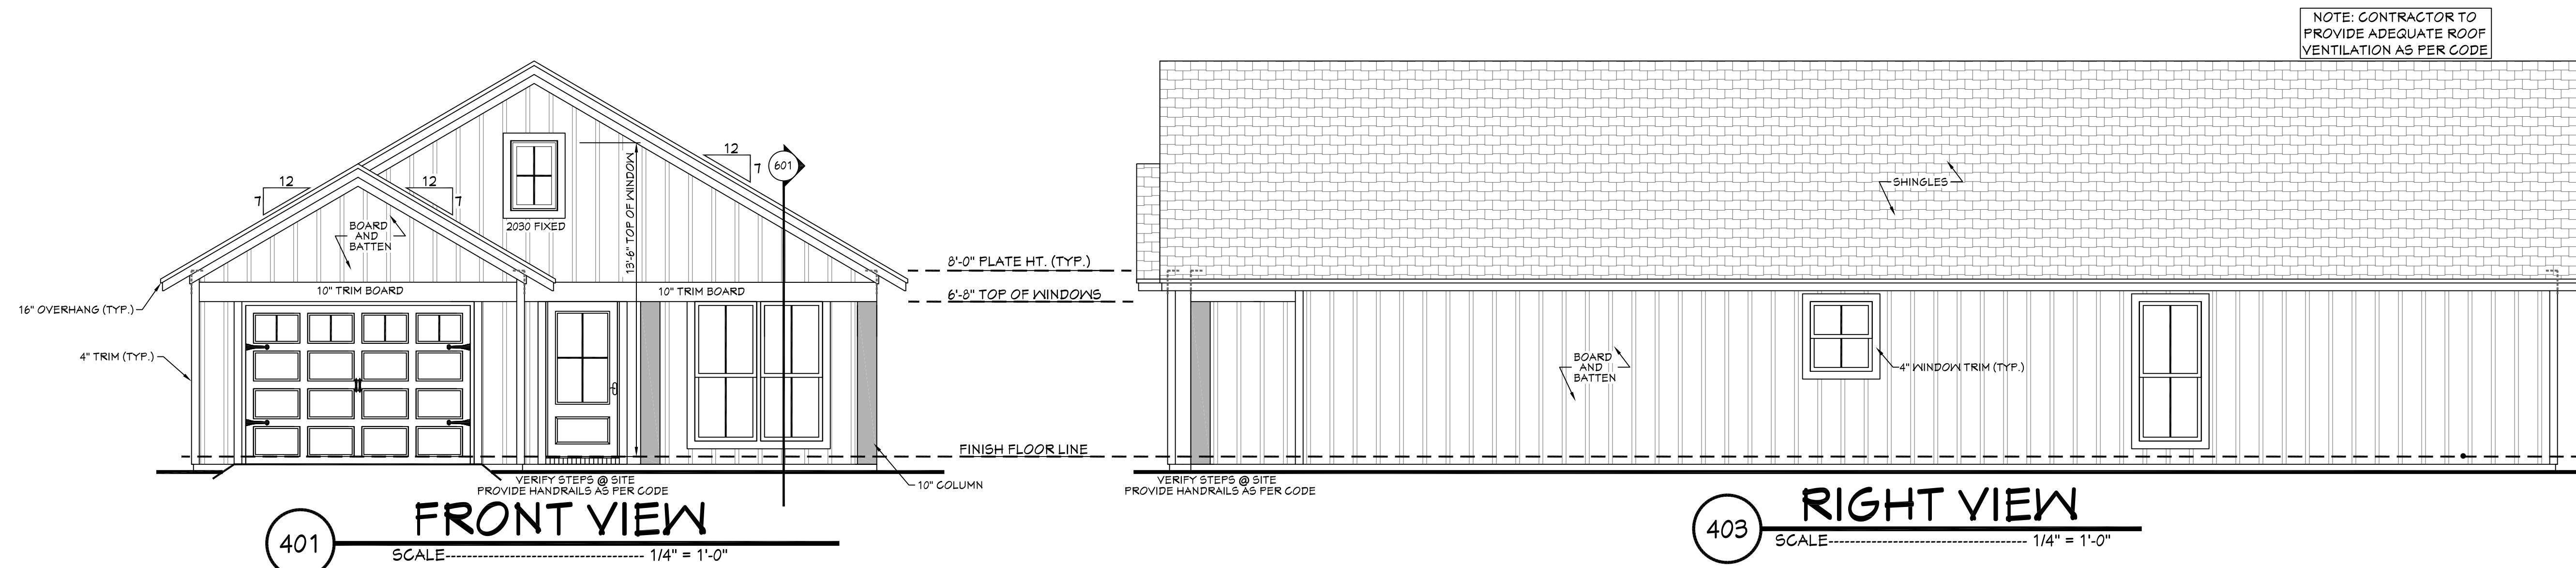 NOTE: CONTRACTOR TO
PROVIDE ADEQUATE ROOF
VENTILATION AS PER CODE
12
7
601
12
7
12
7
13'-6" TOP OF WINDOW
BOARD
AND
BATTEN
2030 FIXED
SHINGLES
8'-0" PLATE HT. (TYP.)
10" TRIM BOARD
10" TRIM BOARD
6'-8" TOP OF WINDOWS
16" OVERHANG (TYP.)
4" TRIM (TYP.)
BOARD
AND
BATTEN
4" WINDOW TRIM (TYP.)
FINISH FLOOR LINE
VERIFY STEPS @ SITE
PROVIDE HANDRAILS AS PER CODE
10" COLUMN
VERIFY STEPS @ SITE
PROVIDE HANDRAILS AS PER CODE
401
FRONT VIEW
SCALE----------------------------------- 1/4" = 1'-0"
403
RIGHT VIEW
SCALE----------------------------------- 1/4" = 1'-0"